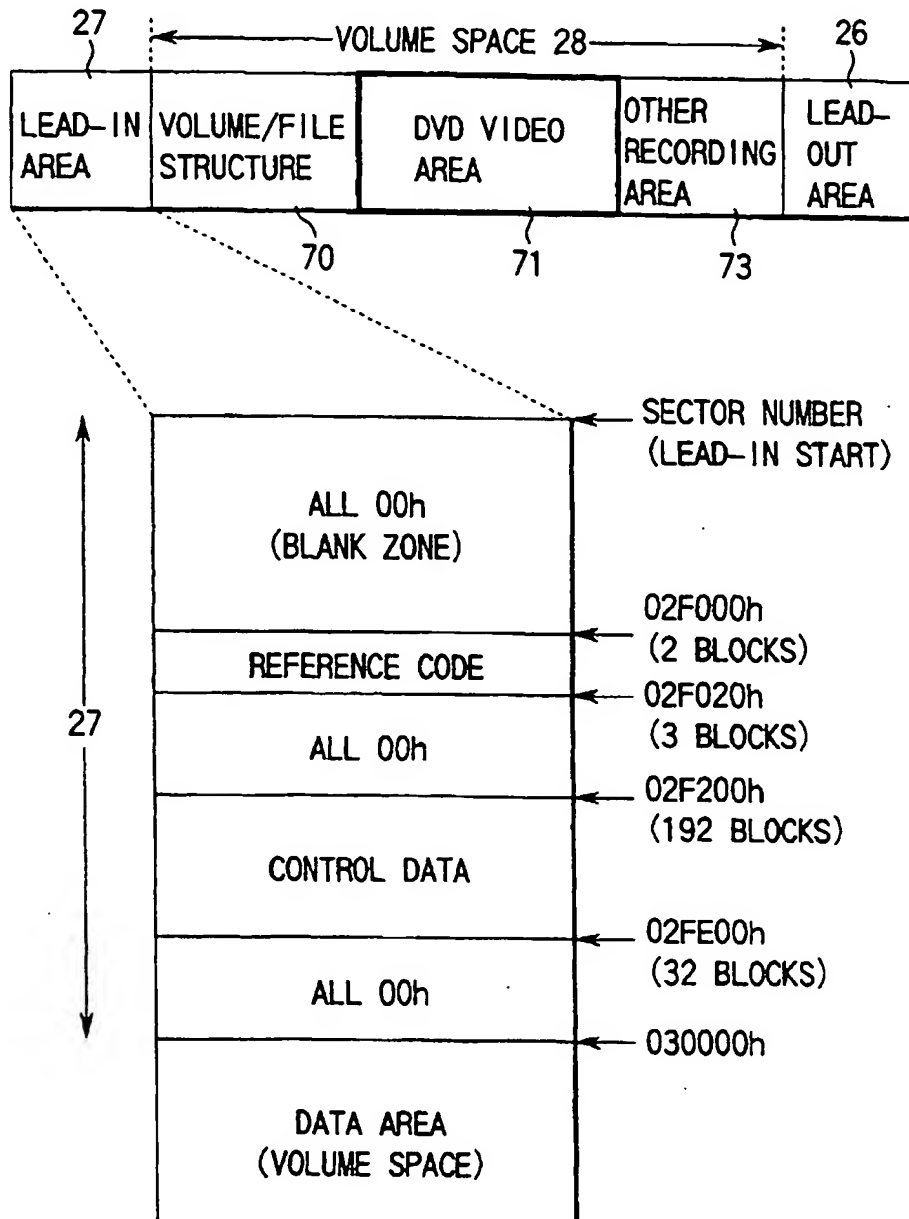 27
VOLUME SPACE 28
26
LEAD-IN
AREA
VOLUME/FILE
STRUCTURE
DVD VIDEO
AREA
OTHER
RECORDING
AREA
LEAD-
OUT
AREA
70
71
73
SECTOR NUMBER
(LEAD-IN START)
ALL 00h
(BLANK ZONE)
02F000h
(2 BLOCKS)
REFERENCE CODE
02F020h
(3 BLOCKS)
27
ALL 00h
02F200h
(192 BLOCKS)
CONTROL DATA
02FE00h
(32 BLOCKS)
ALL 00h
030000h
DATA AREA
(VOLUME SPACE)